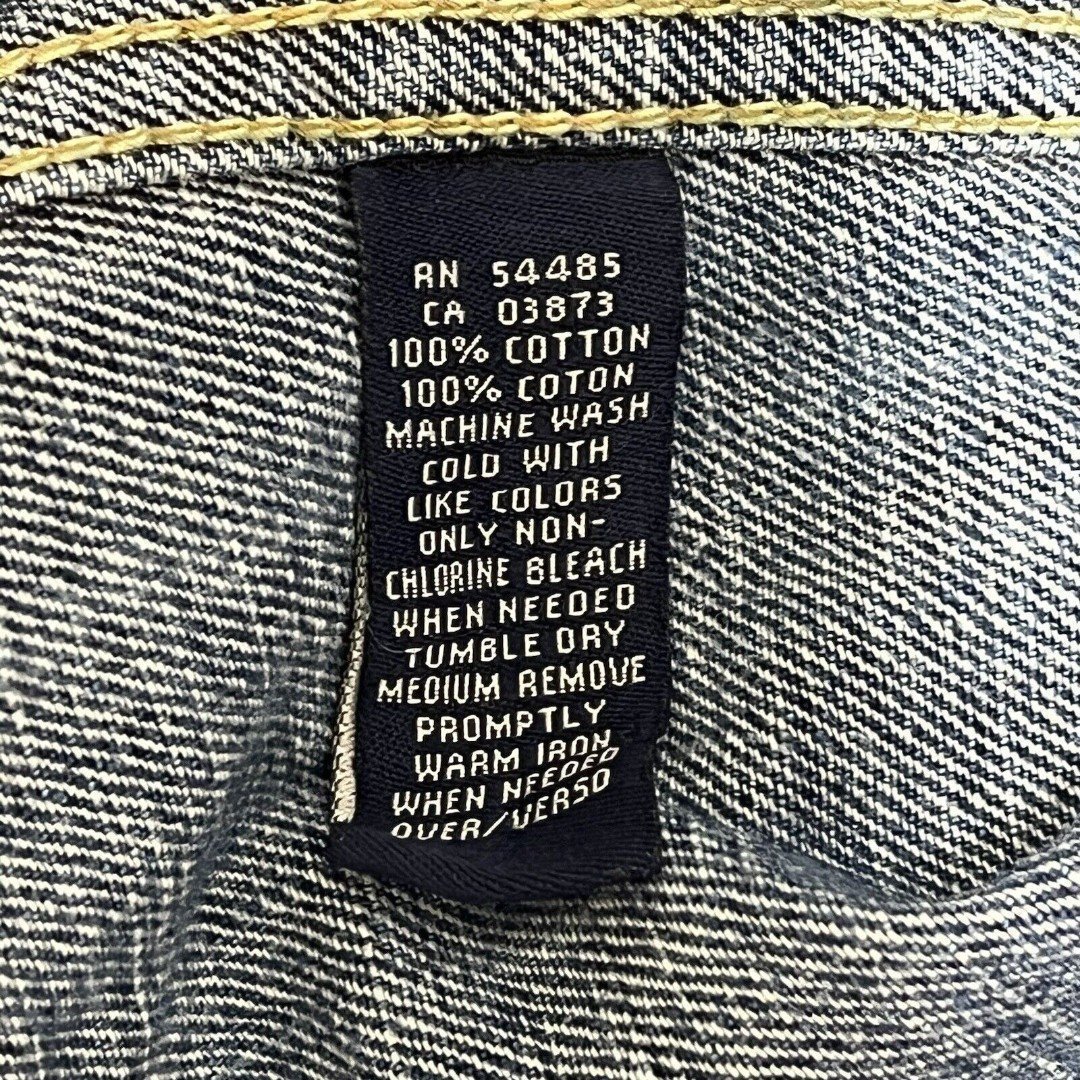 RN 54485
CA 03873
100% COTTON
100% COTON
MACHINE WASH
COLD WITH
LIKE COLORS
ONLY NON-
CHLORINE BLEACH
WHEN NEEDED
TUMBLE DRY
MEDIUM REMOVE
PROMPTLY
WARM IRON
WHEN NEEDED
OVER/VERSO